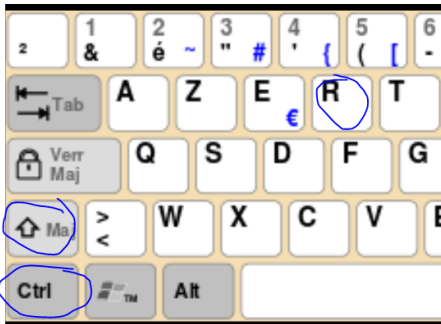 1 2 3 4 5 6
² & é ~ " # ' { ( [ -
Tab A Z E € R T
Verr Q S D F G
Maj
Maj > W X C V
<
Ctrl TM Alt